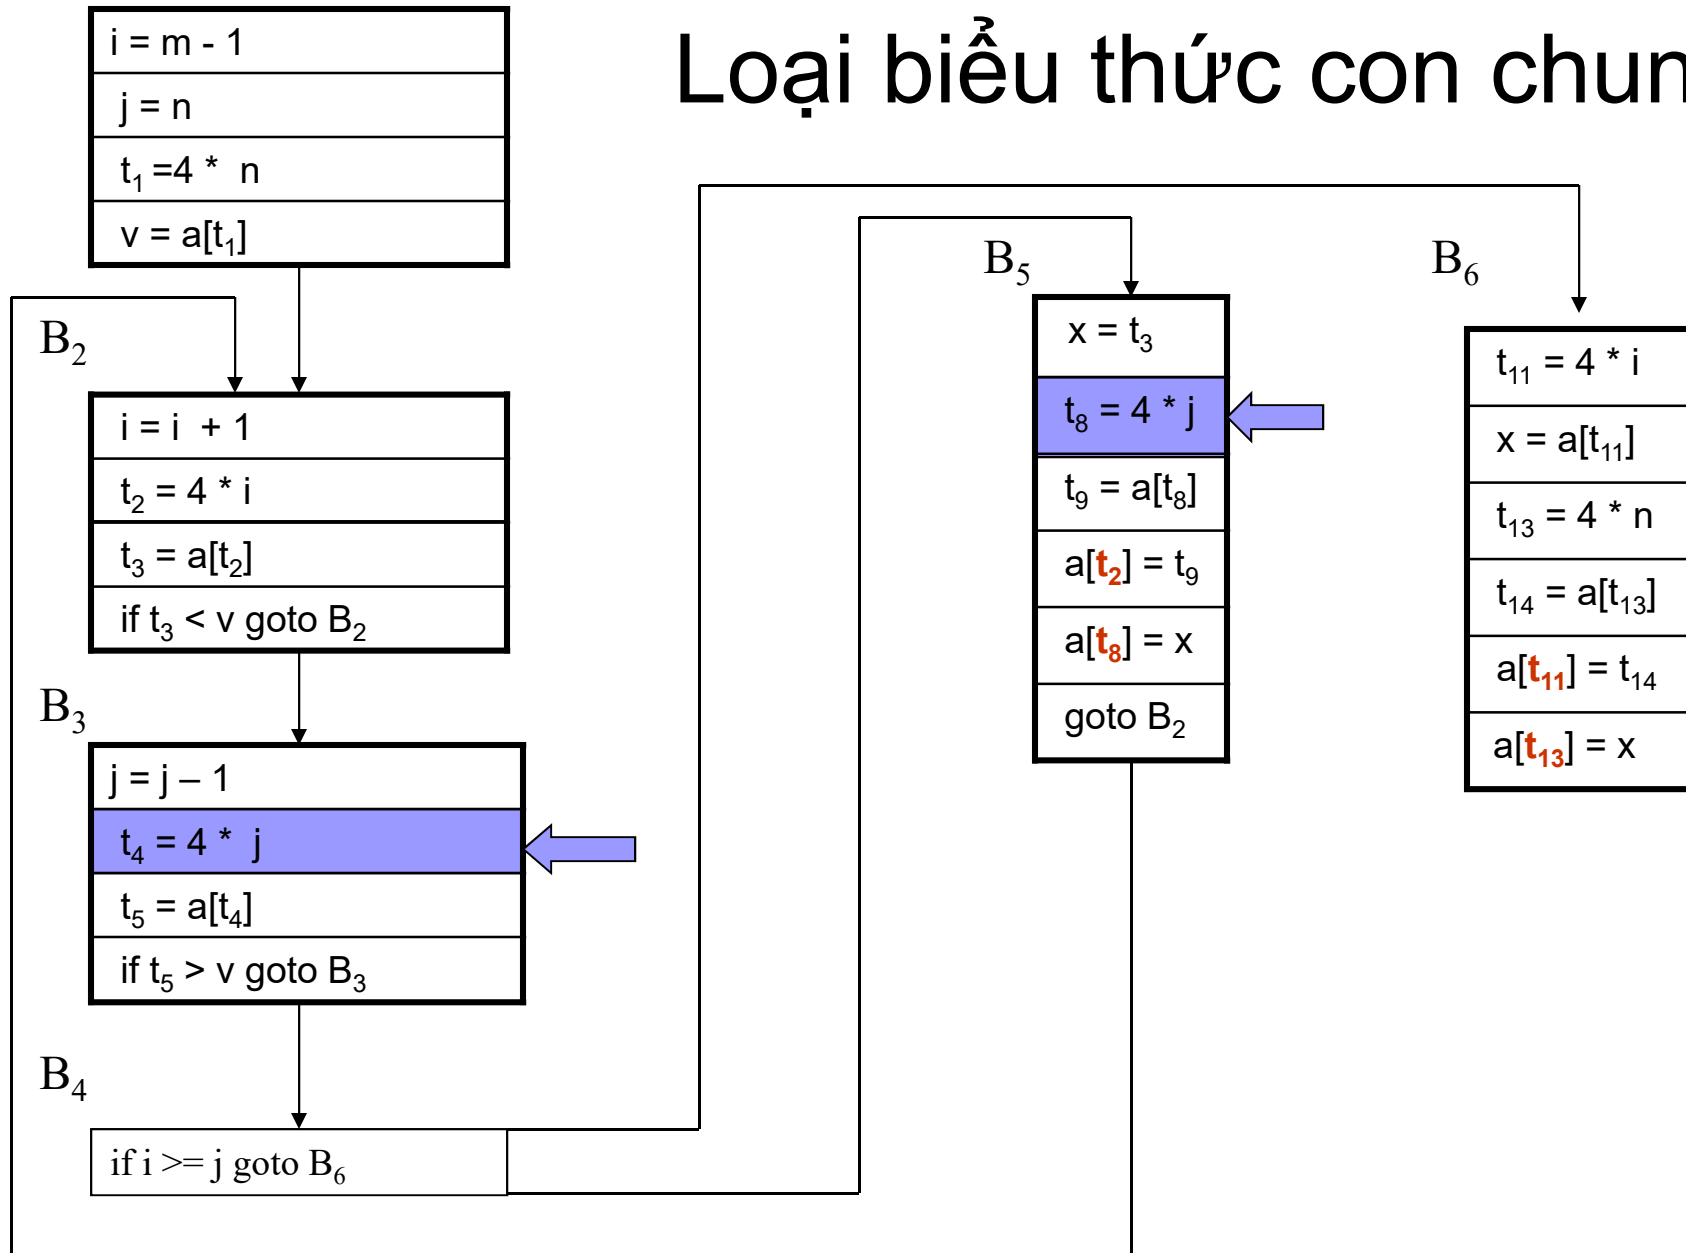 Loại biểu thức con chun
i = m - 1
j = n
t₁ =4 * n
v = a[t₁]
B₂
i = i + 1
t₂ = 4 * i
t₃ = a[t₂]
if t₃ < v goto B₂
B₃
j = j – 1
t₄ = 4 * j
t₅ = a[t₄]
if t₅ > v goto B₃
B₄
if i >= j goto B₆
B₅
x = t₃
t₈ = 4 * j
t₉ = a[t₈]
a[t₂] = t₉
a[t₈] = x
goto B₂
B₆
t₁₁ = 4 * i
x = a[t₁₁]
t₁₃ = 4 * n
t₁₄ = a[t₁₃]
a[t₁₁] = t₁₄
a[t₁₃] = x